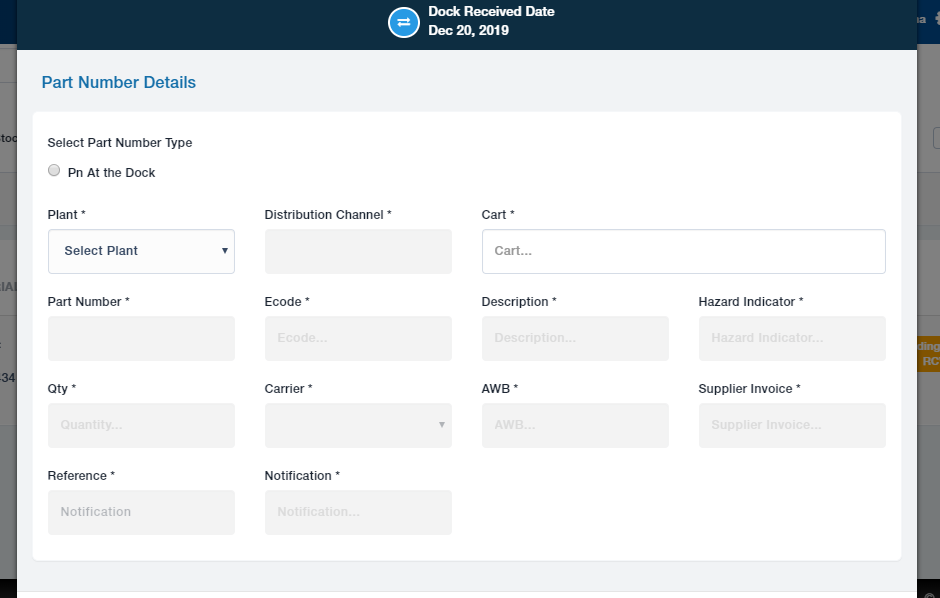 Dock Received Date
Dec 20, 2019
Part Number Details
Select Part Number Type
Pn At the Dock
Plant * Distribution Channel * Cart *
Select Plant Cart...
Part Number * Ecode * Description * Hazard Indicator *
Ecode... Description... Hazard Indicator...
Qty * Carrier * AWB * Supplier Invoice *
Quantity... AWB... Supplier Invoice...
Reference * Notification *
Notification Notification...